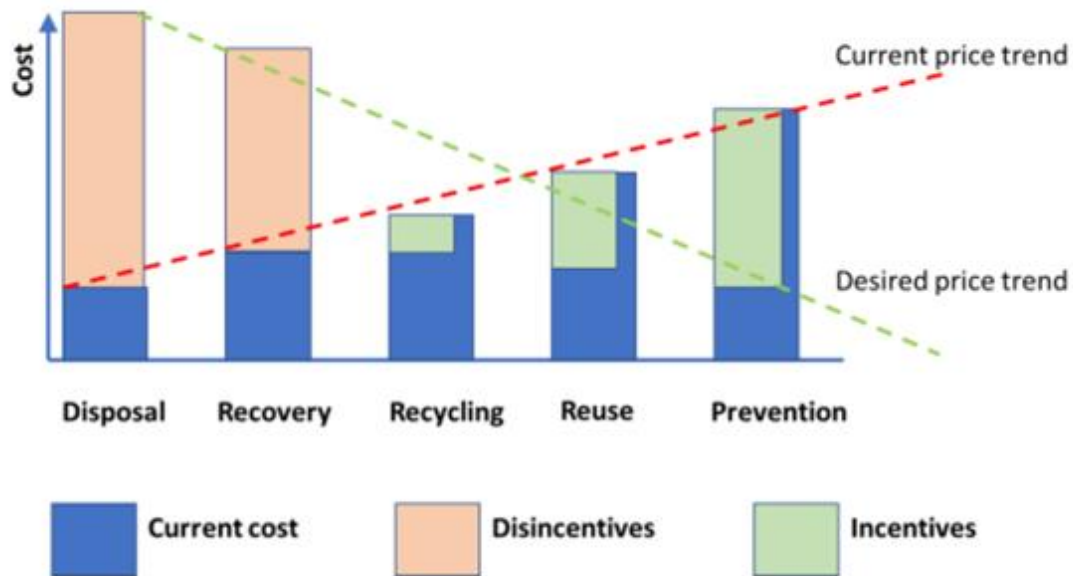 Cost
Current price trend
Desired price trend
Disposal
Recovery
Recycling
Reuse
Prevention
Current cost
Disincentives
Incentives